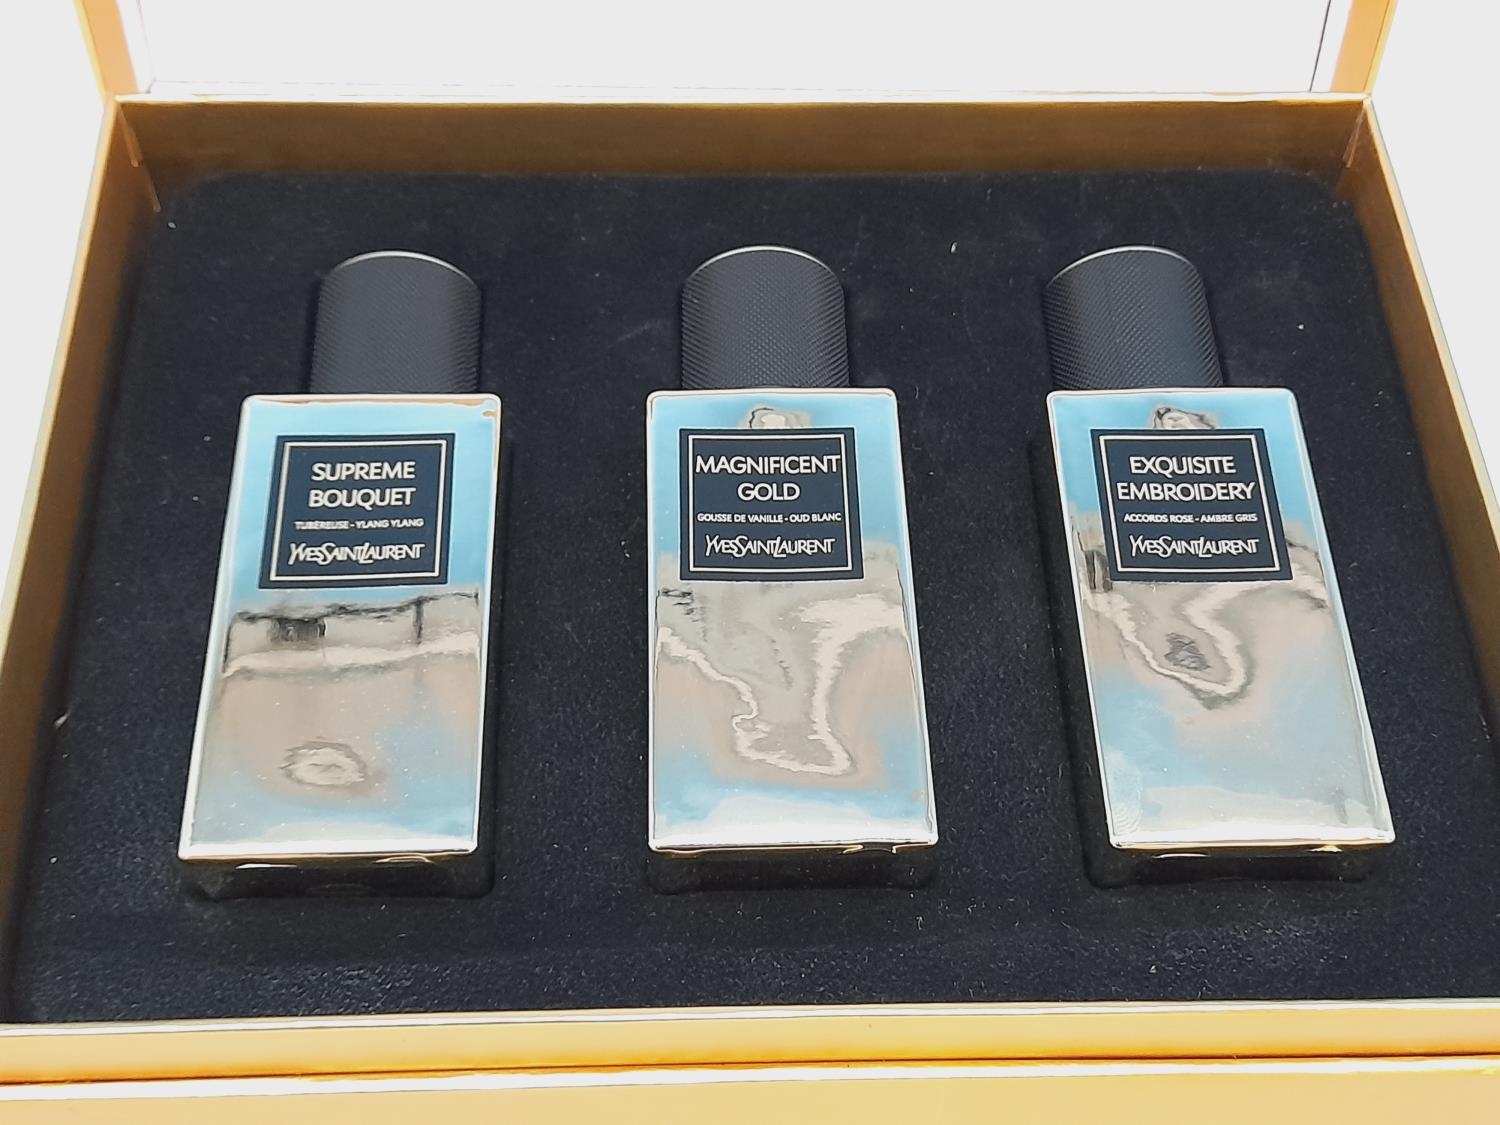 SUPREME
BOUQUET
TUBÉREUSE - YLANG YLANG
YVESSAINTLAURENT
MAGNIFICENT
GOLD
GOUSSE DE VANILLE - OUD BLANC
YVESSAINTLAURENT
EXQUISITE
EMBROIDERY
ACCORDS ROSE - AMBRE GRIS
YVESSAINTLAURENT